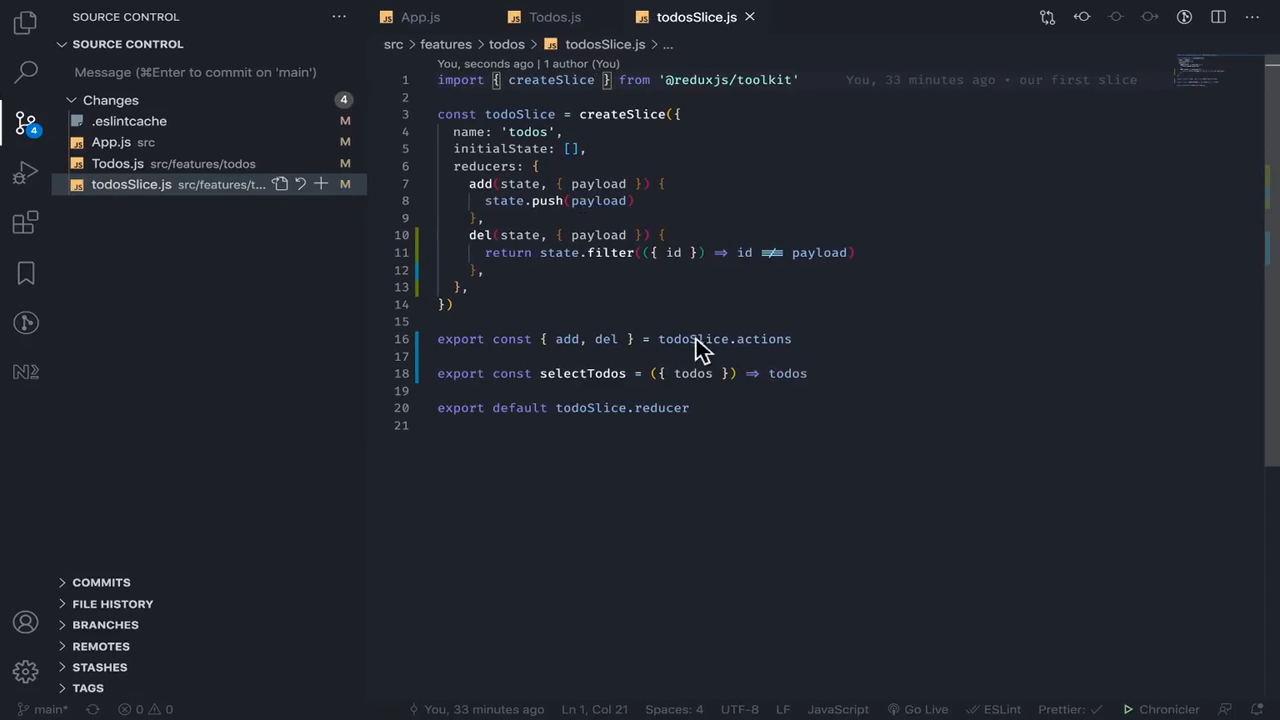 SOURCE CONTROL ···
App.js
Todos.js
todosSlice.js
SOURCE CONTROL
Message (⌘Enter to commit on 'main')
Changes 4
4
.eslintcache M
App.js src M
Todos.js src/features/todos M
todosSlice.js src/features/t... M
COMMITS
FILE HISTORY
BRANCHES
REMOTES
STASHES
TAGS
src > features > todos > todosSlice.js > ...
You, seconds ago | 1 author (You)
1 import { createSlice } from '@reduxjs/toolkit' You, 33 minutes ago • our first slice
2
3 const todoSlice = createSlice({
4 name: 'todos',
5 initialState: [],
6 reducers: {
7 add(state, { payload }) {
8 state.push(payload)
9 },
10 del(state, { payload }) {
11 return state.filter(({ id }) => id !== payload)
12 },
13 },
14 })
15
16 export const { add, del } = todoSlice.actions
17
18 export const selectTodos = ({ todos }) => todos
19
20 export default todoSlice.reducer
21
main* 0 0 You, 33 minutes ago Ln 1, Col 21 Spaces: 4 UTF-8 LF JavaScript Go Live ESLint Prettier: ✓ Chronicler